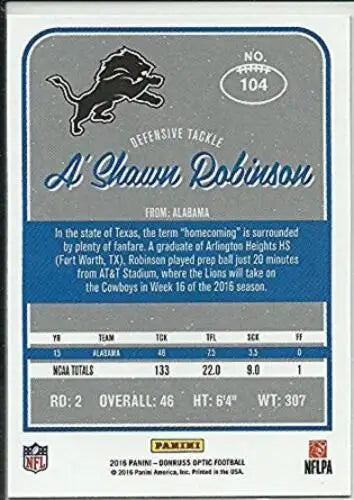 NO.
104
DEFENSIVE TACKLE
A'Shawn Robinson
FROM: ALABAMA
In the state of Texas, the term "homecoming" is surrounded
by plenty of fanfare. A graduate of Arlington Heights HS
(Fort Worth, TX), Robinson played prep ball just 20 minutes
from AT&T Stadium, where the Lions will take on
the Cowboys in Week 16 of the 2016 season.
YR TEAM TKL TFL SCK FF
15 ALABAMA 46 7.5 3.5 0
NCAA TOTALS 133 22.0 9.0 1
RD: 2 OVERALL: 46 HT: 6'4" WT: 307
NFL
PANINI
NFLPA
2016 PANINI – DONRUSS OPTIC FOOTBALL
© 2016 Panini America, Inc. Printed in the USA.